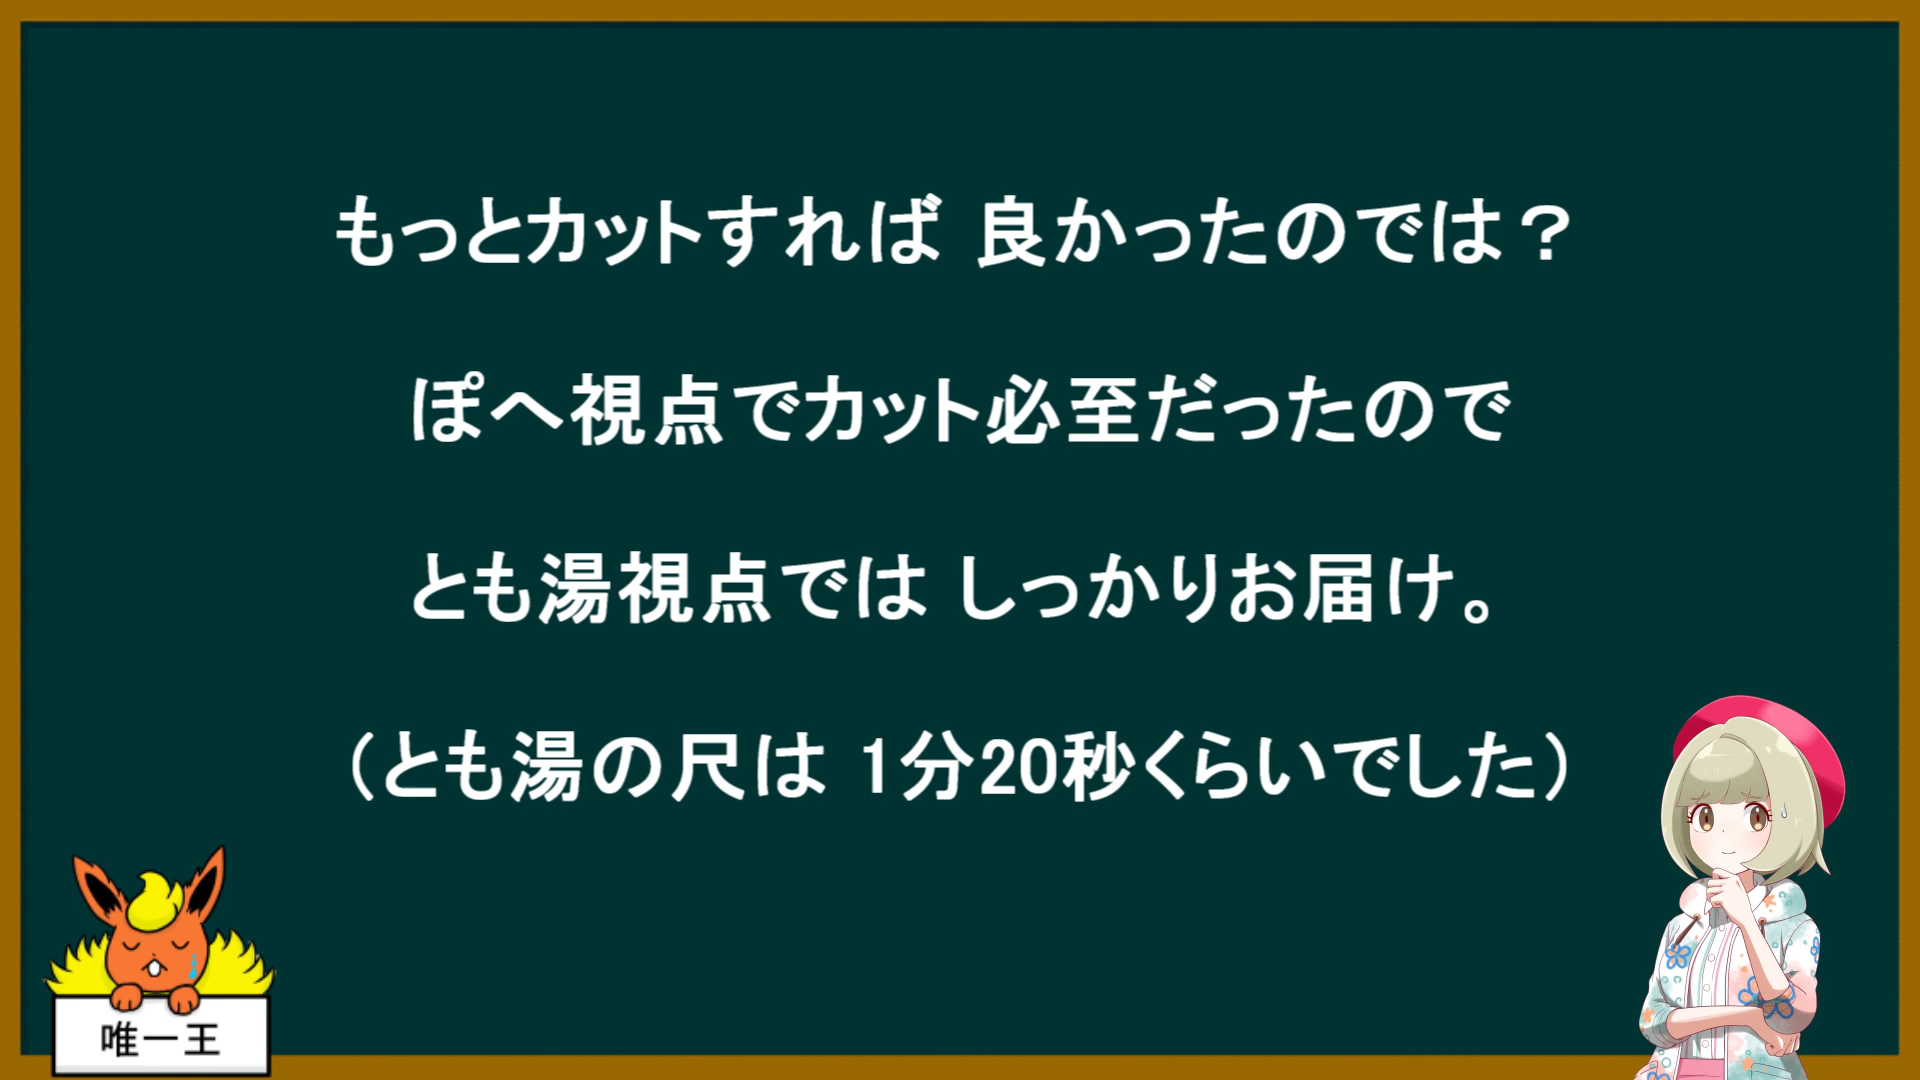 もっとカットすれば 良かったのでは？
ぽへ視点でカット必至だったので
とも湯視点では しっかりお届け。
（とも湯の尺は 1分20秒くらいでした）
唯一王